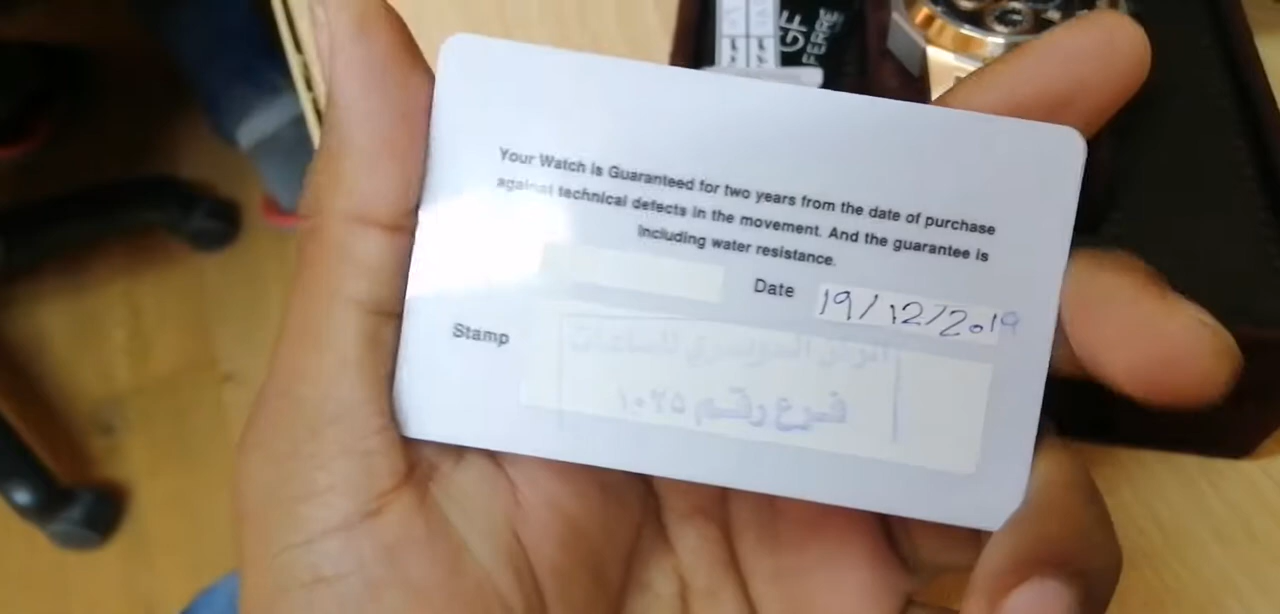 GF
FERRE
Your Watch is Guaranteed for two years from the date of purchase
against technical defects in the movement. And the guarantee is
including water resistance.
Date 19/12/2019
Stamp
للساعات
فرع رقم ١٠٢٥